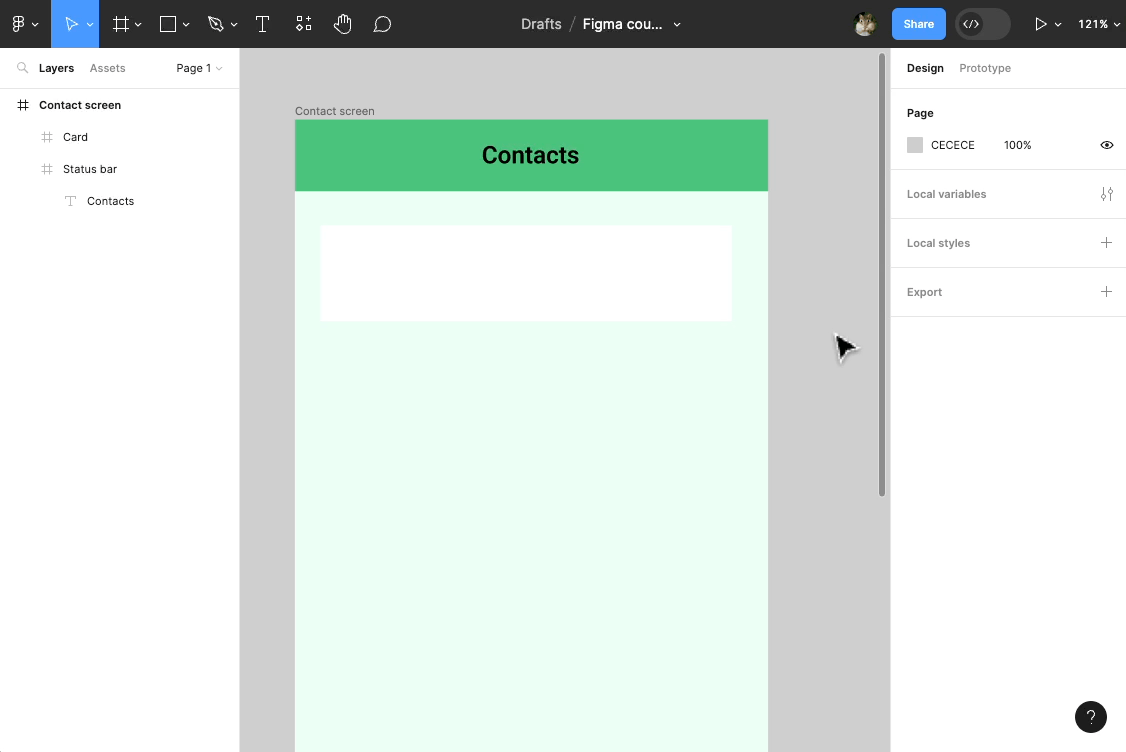 Drafts / Figma cou...
Share
</>
121%
Layers
Assets
Page 1
Design
Prototype
Contact screen
Card
Status bar
Contacts
Contact screen
Contacts
Page
CECECE
100%
Local variables
Local styles
Export
?